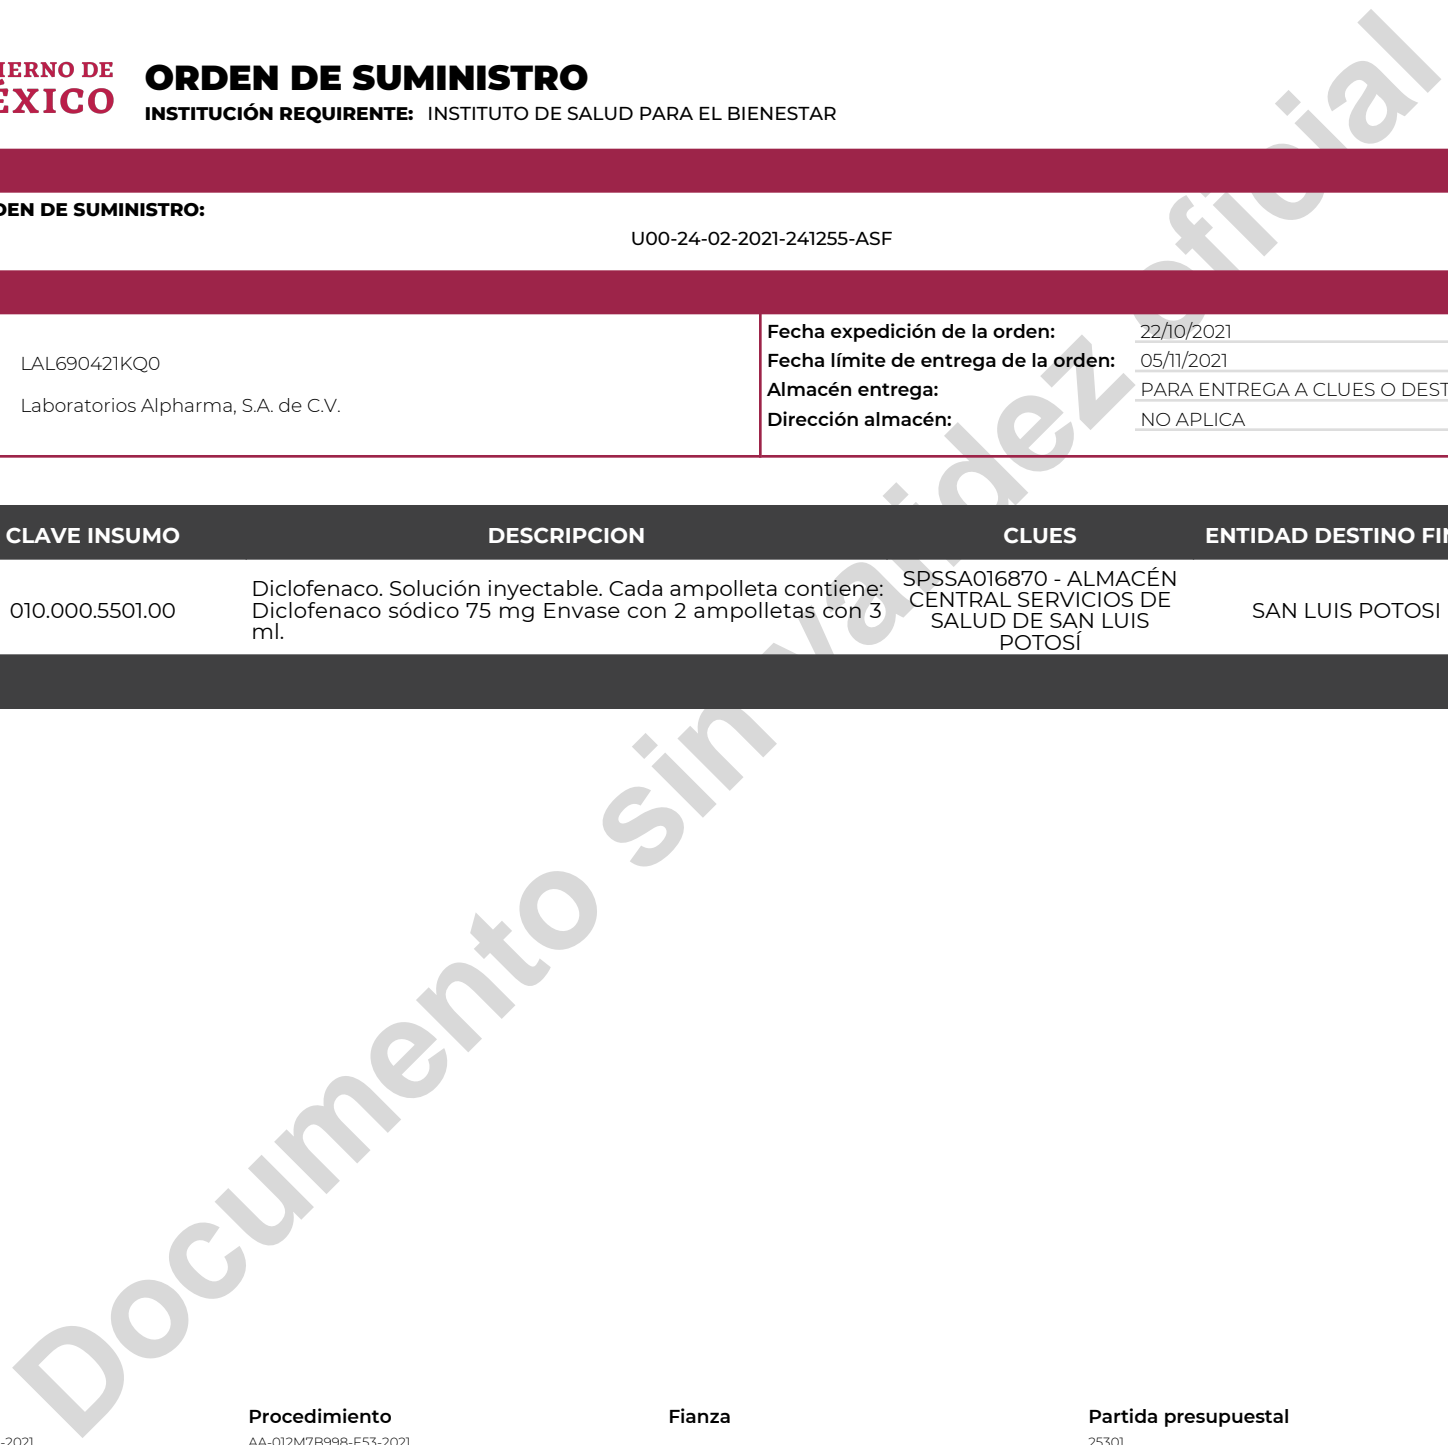 ORDEN DE SUMINISTRO
INSTITUCIÓN REQUIRENTE: INSTITUTO DE SALUD PARA EL BIENESTAR
DE
XICO
DE SUMINISTRO:
U00-24-02-2021-241255-ASF
LAL690421KQ0
Laboratorios Alpharma, S.A. de C.V.
Fecha expedición de la orden: 22/10/2021
Fecha límite de entrega de la orden: 05/11/2021
Almacén entrega: PARA ENTREGA A CLUES O DEST
Dirección almacén: NO APLICA
CLAVE INSUMO DESCRIPCION CLUES ENTIDAD DESTINO FIN
010.000.5501.00
Diclofenaco. Solución inyectable. Cada ampolleta contiene:
Diclofenaco sódico 75 mg Envase con 2 ampolletas con 3
ml.
SPSSA016870 - ALMACÉN
CENTRAL SERVICIOS DE
SALUD DE SAN LUIS
POTOSÍ
SAN LUIS POTOSI
Documento sin validez oficial
Procedimiento Fianza Partida presupuestal
-2021 AA-012M7B998-E53-2021 25301